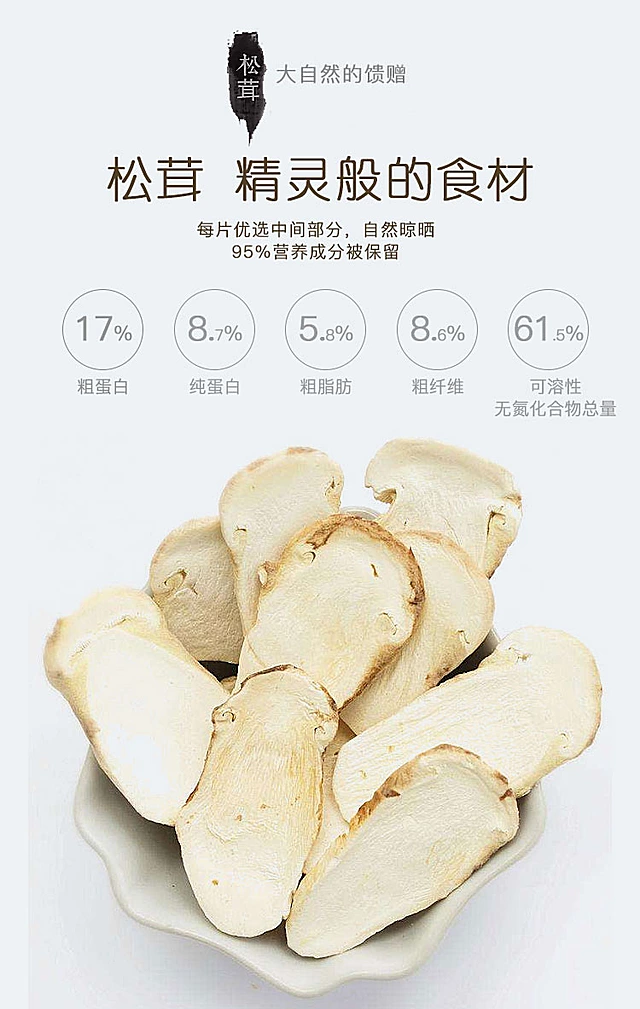 松茸
大自然的馈赠
松茸 精灵般的食材
每片优选中间部分，自然晾晒
95%营养成分被保留
17% 8.7% 5.8% 8.6% 61.5%
粗蛋白 纯蛋白 粗脂肪 粗纤维 可溶性
无氮化合物总量